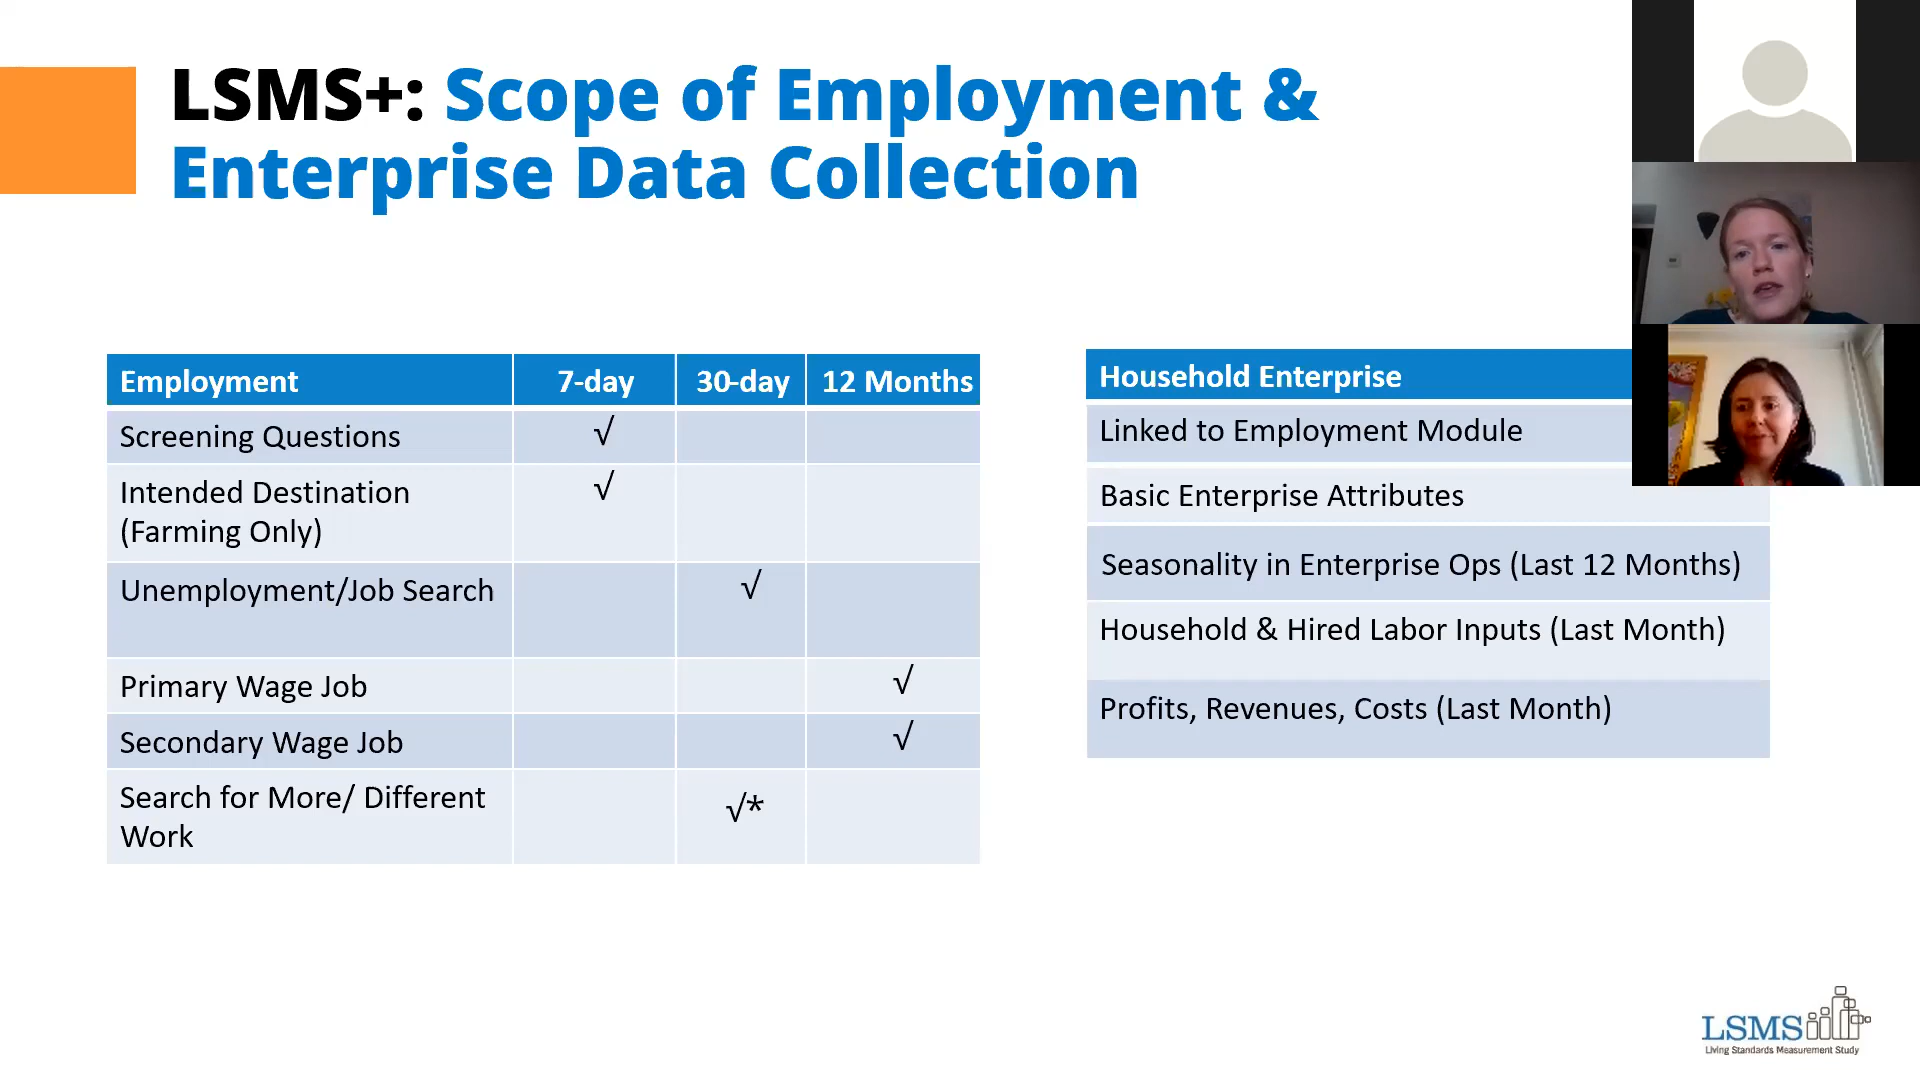 LSMS+: Scope of Employment &
Enterprise Data Collection
Employment 7-day 30-day 12 Months
Screening Questions √
Intended Destination √
(Farming Only)
Unemployment/Job Search √
Primary Wage Job √
Secondary Wage Job √
Search for More/ Different
Work √*
Household Enterprise
Linked to Employment Module
Basic Enterprise Attributes
Seasonality in Enterprise Ops (Last 12 Months)
Household & Hired Labor Inputs (Last Month)
Profits, Revenues, Costs (Last Month)
LSMS
Living Standards Measurement Study